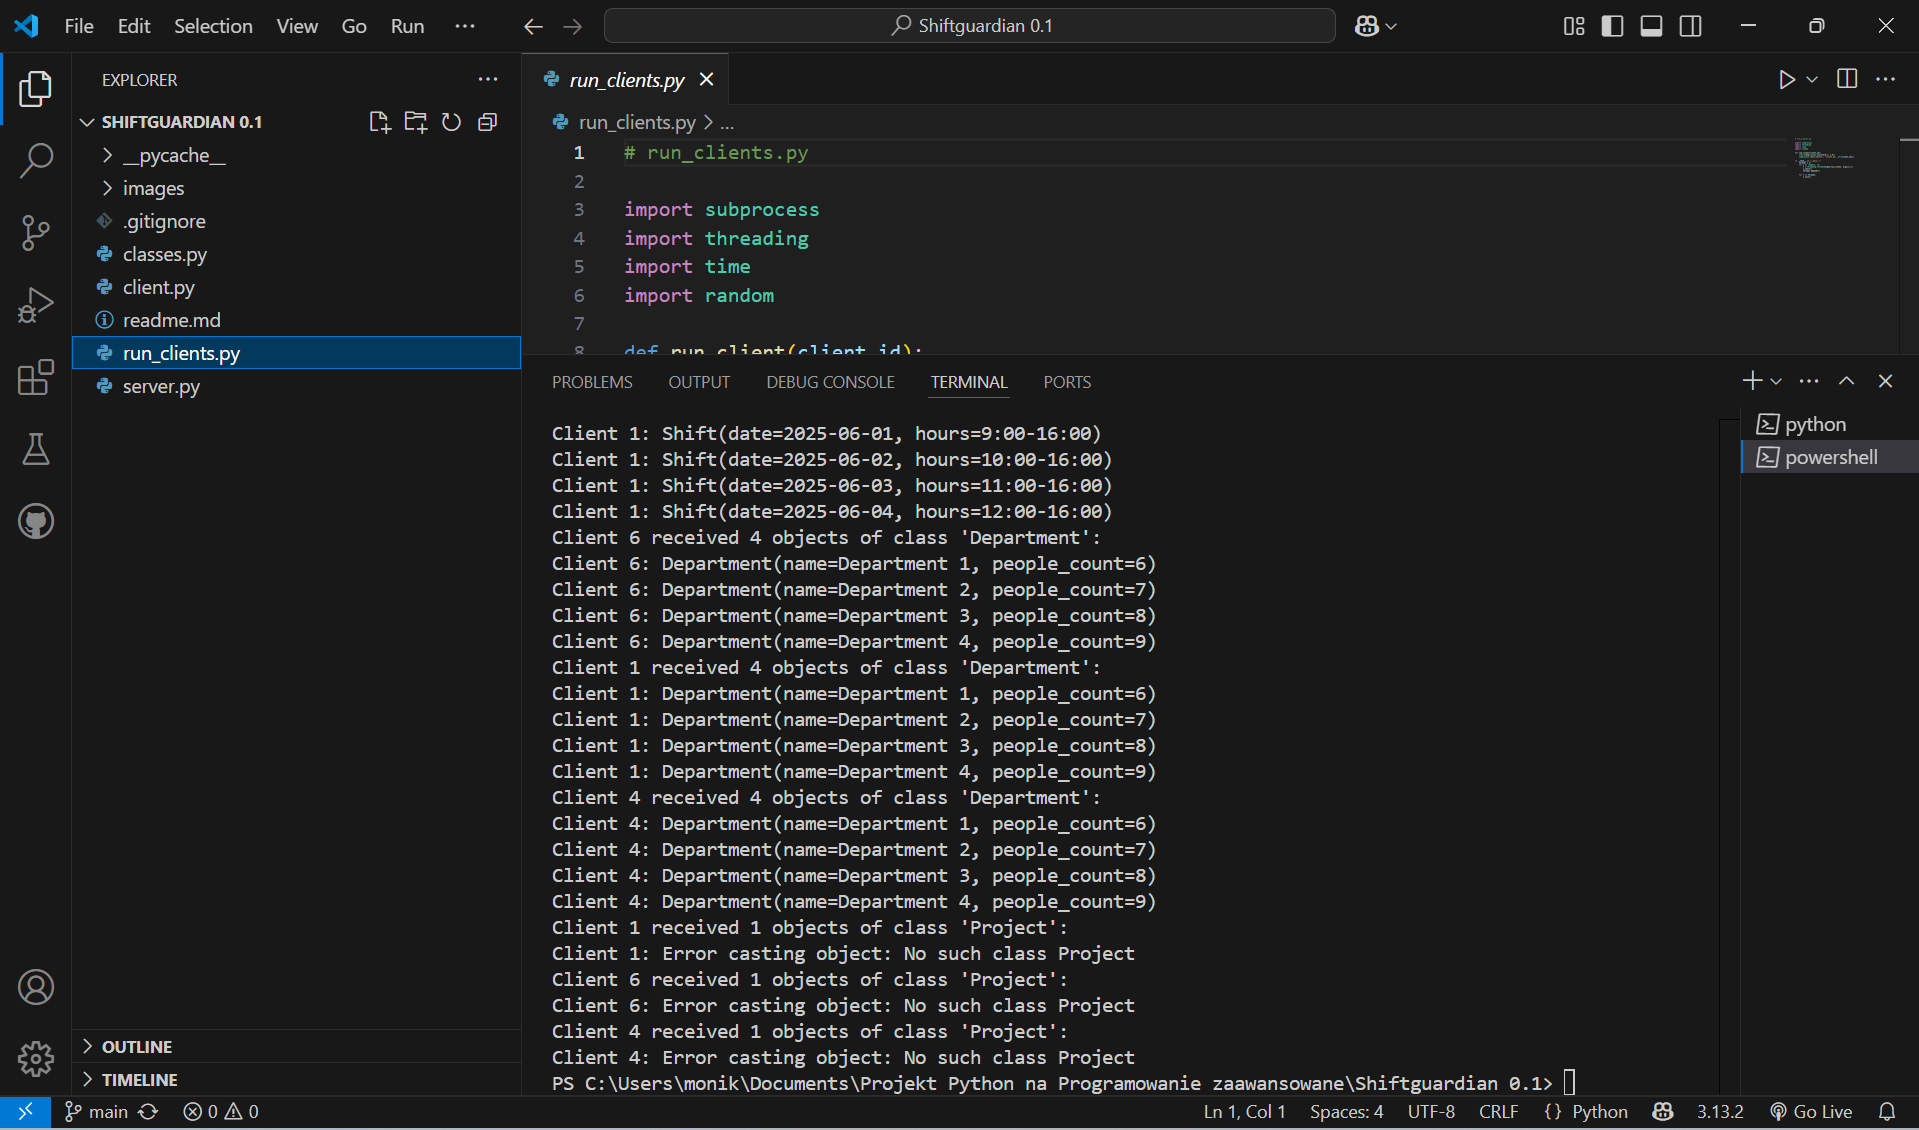 File Edit Selection View Go Run ···
Shiftguardian 0.1
EXPLORER
SHIFTGUARDIAN 0.1
__pycache__
images
.gitignore
classes.py
client.py
readme.md
run_clients.py
server.py
OUTLINE
TIMELINE
run_clients.py
run_clients.py > ...
1 # run_clients.py
2
3 import subprocess
4 import threading
5 import time
6 import random
7
8 def run_client(client_id):
PROBLEMS OUTPUT DEBUG CONSOLE TERMINAL PORTS
python
powershell
Client 1: Shift(date=2025-06-01, hours=9:00-16:00)
Client 1: Shift(date=2025-06-02, hours=10:00-16:00)
Client 1: Shift(date=2025-06-03, hours=11:00-16:00)
Client 1: Shift(date=2025-06-04, hours=12:00-16:00)
Client 6 received 4 objects of class 'Department':
Client 6: Department(name=Department 1, people_count=6)
Client 6: Department(name=Department 2, people_count=7)
Client 6: Department(name=Department 3, people_count=8)
Client 6: Department(name=Department 4, people_count=9)
Client 1 received 4 objects of class 'Department':
Client 1: Department(name=Department 1, people_count=6)
Client 1: Department(name=Department 2, people_count=7)
Client 1: Department(name=Department 3, people_count=8)
Client 1: Department(name=Department 4, people_count=9)
Client 4 received 4 objects of class 'Department':
Client 4: Department(name=Department 1, people_count=6)
Client 4: Department(name=Department 2, people_count=7)
Client 4: Department(name=Department 3, people_count=8)
Client 4: Department(name=Department 4, people_count=9)
Client 1 received 1 objects of class 'Project':
Client 1: Error casting object: No such class Project
Client 6 received 1 objects of class 'Project':
Client 6: Error casting object: No such class Project
Client 4 received 1 objects of class 'Project':
Client 4: Error casting object: No such class Project
PS C:\Users\monik\Documents\Projekt Python na Programowanie zaawansowane\Shiftguardian 0.1>
main 0 0 Ln 1, Col 1 Spaces: 4 UTF-8 CRLF {} Python 3.13.2 Go Live